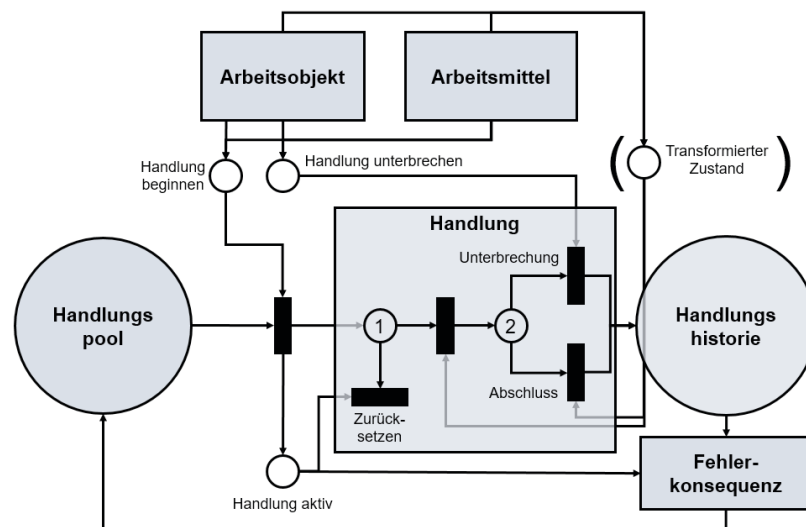 Arbeitsobjekt
Arbeitsmittel
Handlung
beginnen
Handlung unterbrechen
( Transformierter )
Zustand
Handlung
Unterbrechung
Handlungs
pool
1
2
Handlungs
historie
Abschluss
Zurück-
setzen
Handlung aktiv
Fehler-
konsequenz